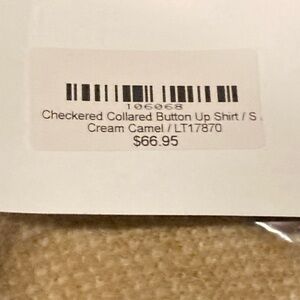 106068
Checkered Collared Button Up Shirt / S
Cream Camel / LT17870
$66.95